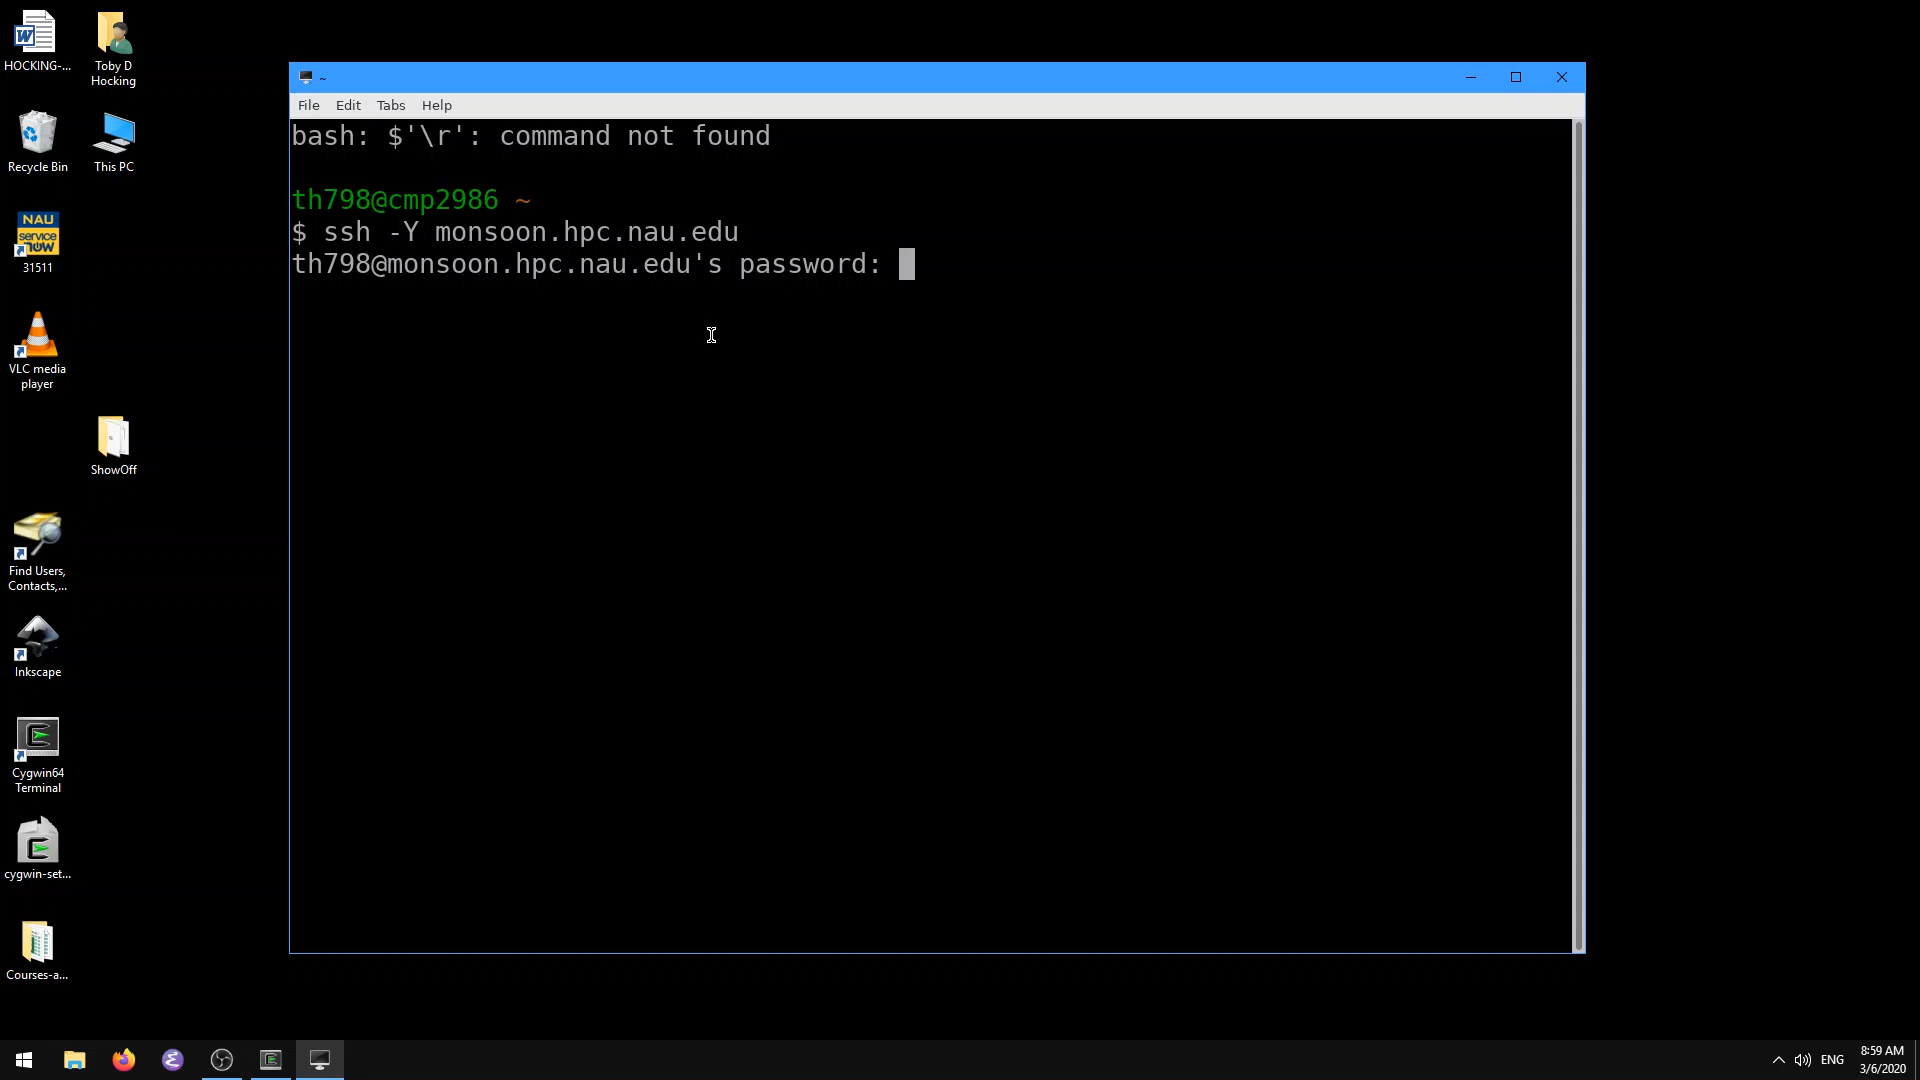 HOCKING-...
Toby D
Hocking
Recycle Bin
This PC
NAU
service
now
31511
VLC media
player
ShowOff
Find Users,
Contacts,...
Inkscape
Cygwin64
Terminal
cygwin-set...
Courses-a...
~
File Edit Tabs Help
bash: $'\r': command not found
th798@cmp2986 ~
$ ssh -Y monsoon.hpc.nau.edu
th798@monsoon.hpc.nau.edu's password:
ENG
8:59 AM
3/6/2020